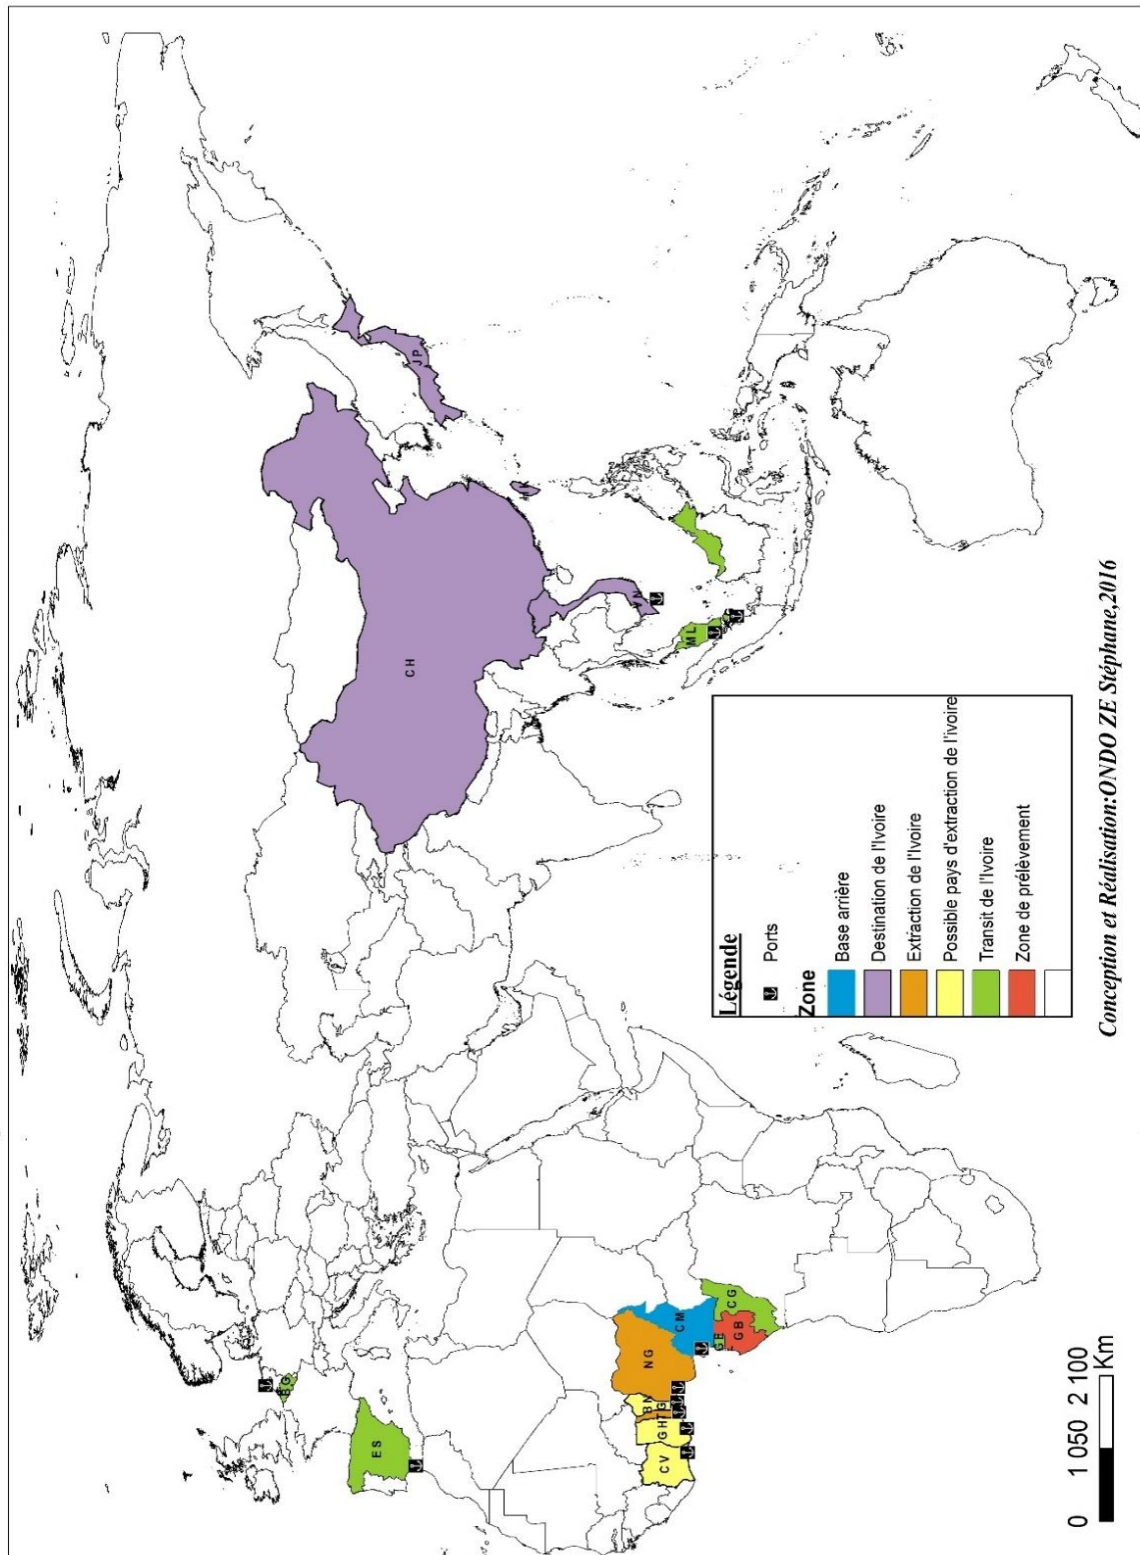 JP
CH
VN
ML
BG
ES
CM
NG
CG
GB
GE
BN
TG
GH
CV
Légende
Ports
Zone
Base arrière
Destination de l'Ivoire
Extraction de l'Ivoire
Possible pays d'extraction de l'ivoire
Transit de l'Ivoire
Zone de prélèvement
0 1 050 2 100
Km
Conception et Réalisation:ONDO ZE Stéphane,2016